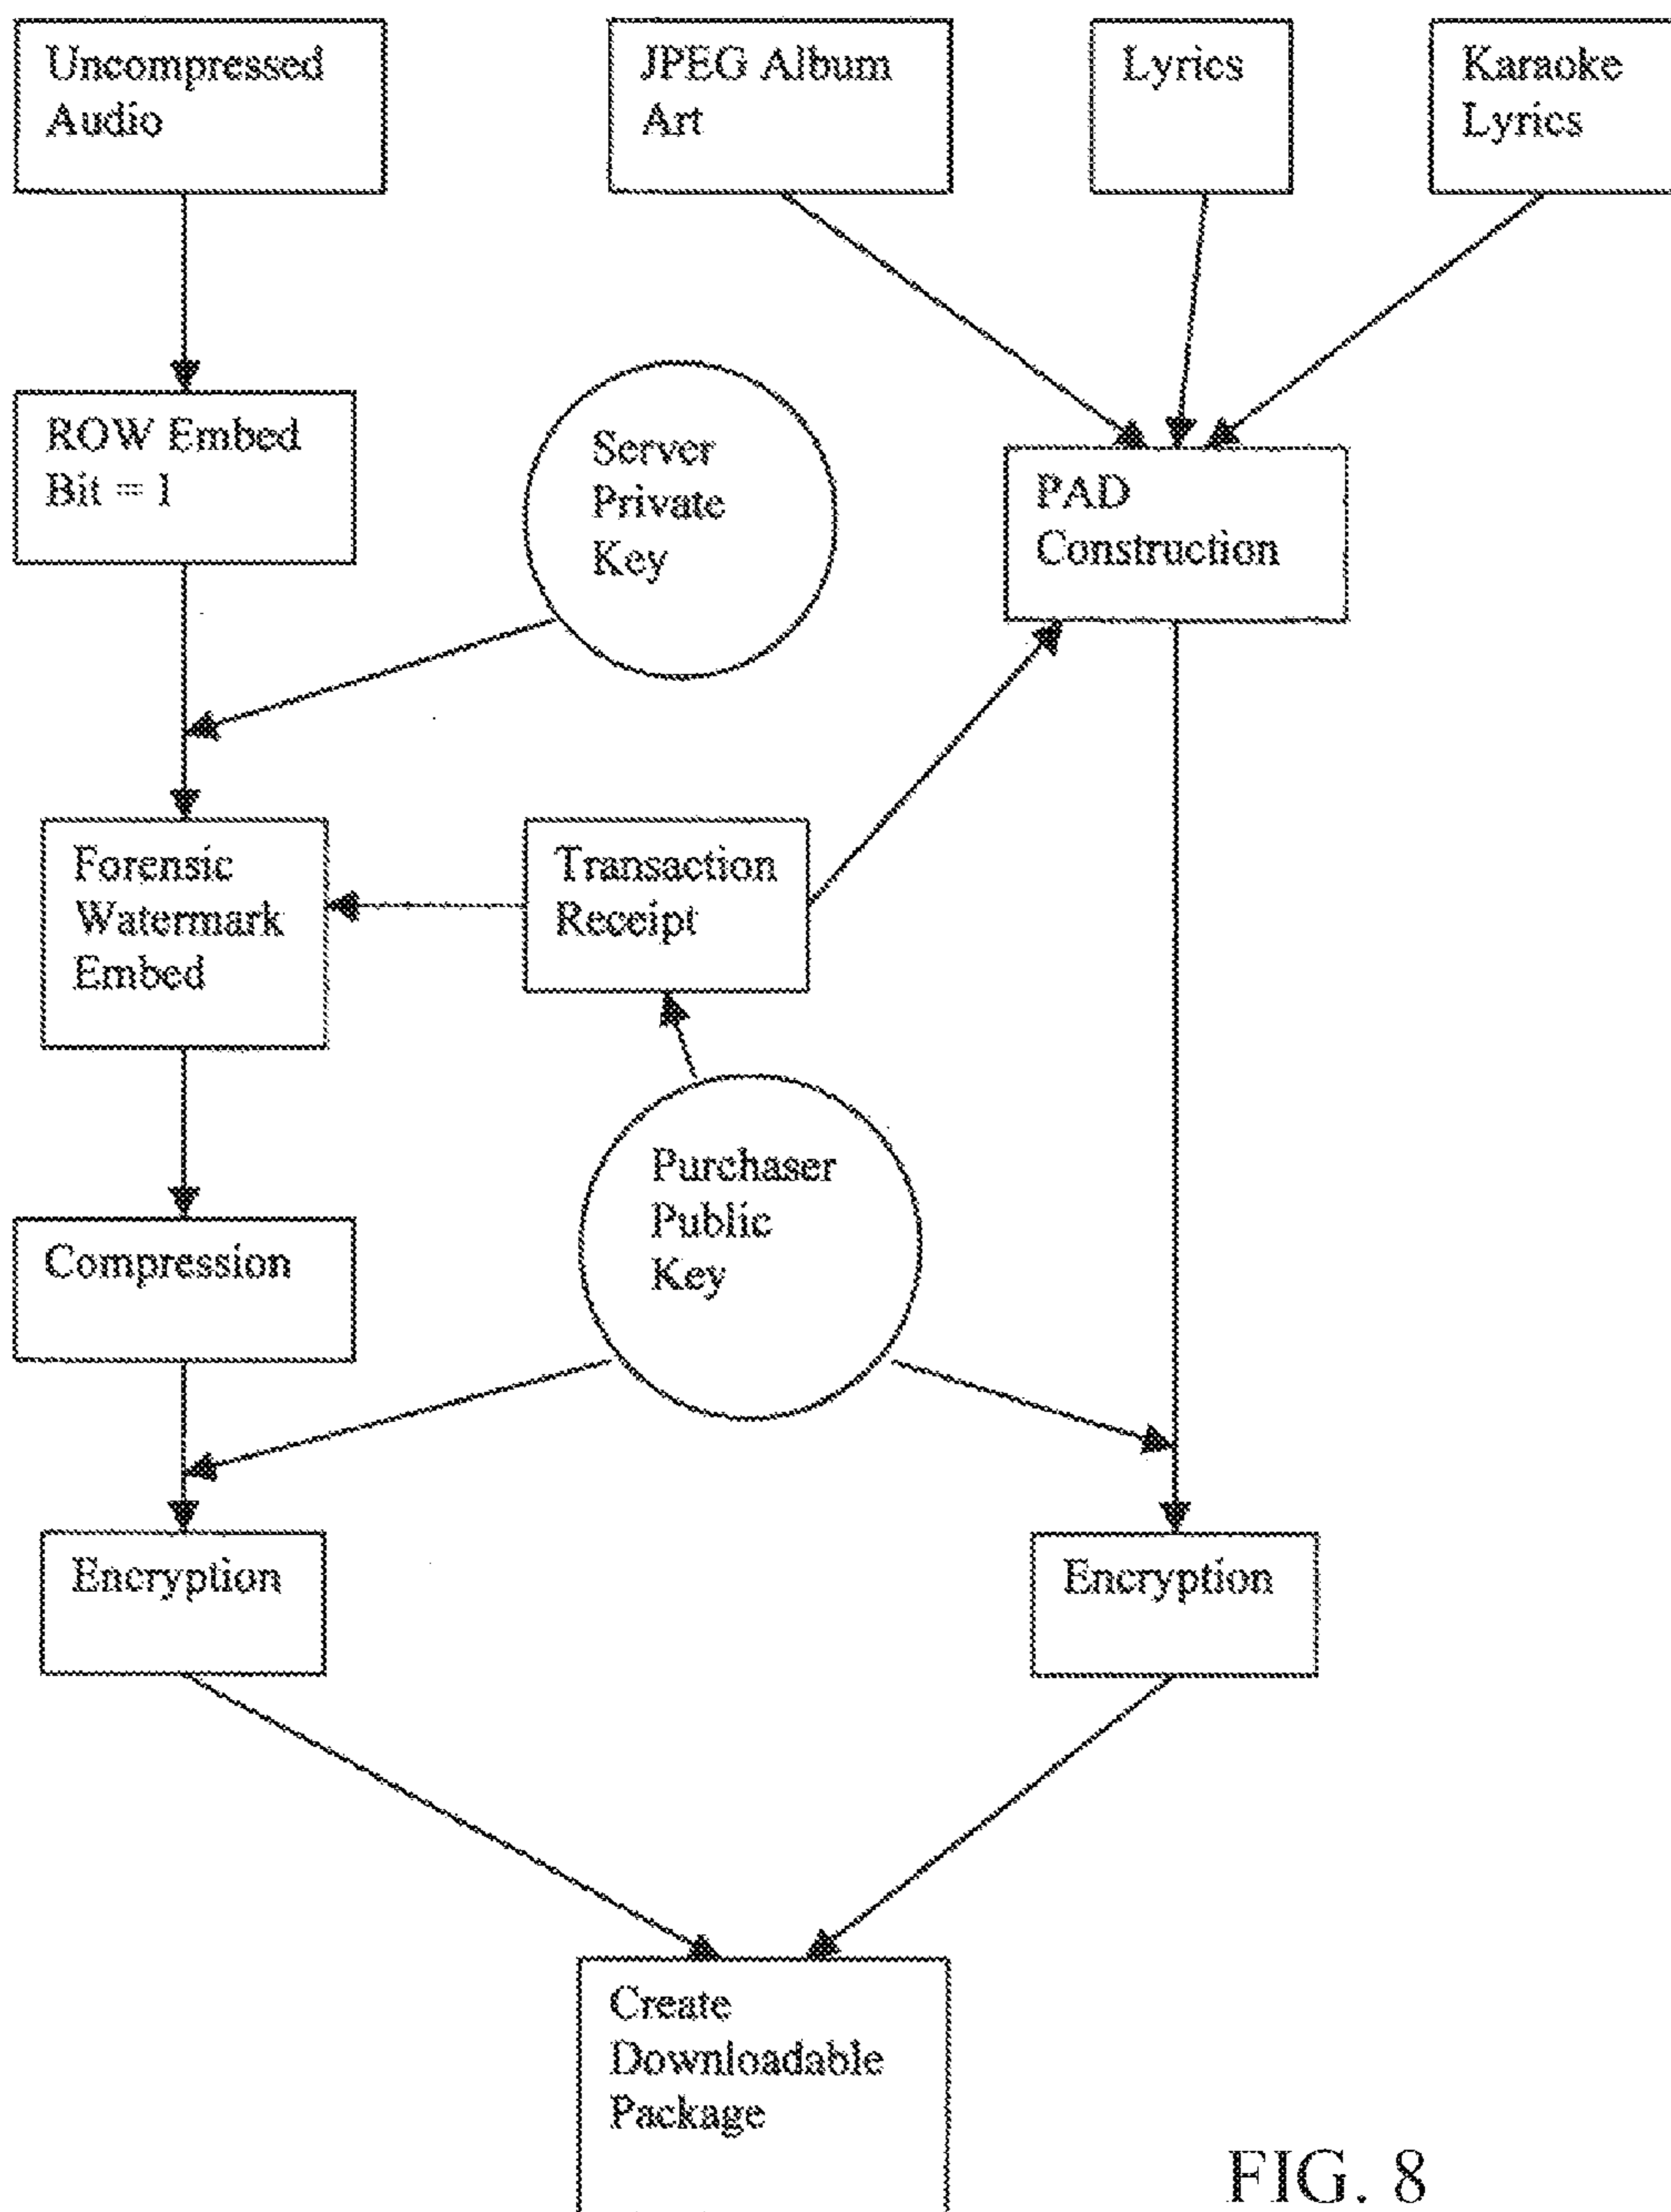 Uncompressed
Audio
JPEG Album
Art
Lyrics
Karaoke
Lyrics
ROW Embed
Bit = 1
Server
Private
Key
PAD
Construction
Forensic
Watermark
Embed
Transaction
Receipt
Purchaser
Public
Key
Compression
Encryption
Encryption
Create
Downloadable
Package
FIG. 8